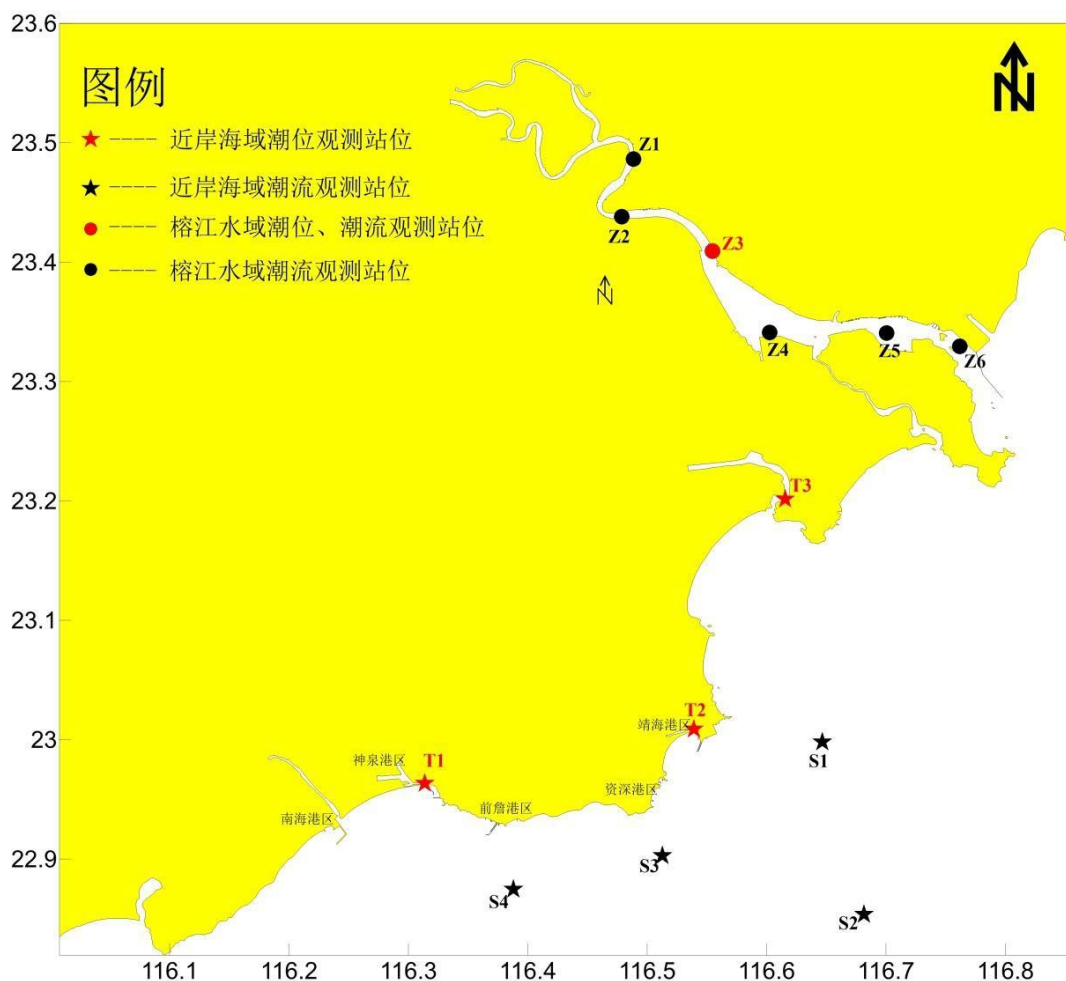 23.6
图例
N
★ ---- 近岸海域潮位观测站位
★ ---- 近岸海域潮流观测站位
● ---- 榕江水域潮位、潮流观测站位
● ---- 榕江水域潮流观测站位
23.5
Z1
Z2
Z3
23.4
N
Z4
Z5
Z6
23.3
T3
23.2
23.1
T2
靖海港区
23
S1
神泉港区
T1
资深港区
前詹港区
南海港区
22.9
S3
S4
S2
116.1 116.2 116.3 116.4 116.5 116.6 116.7 116.8